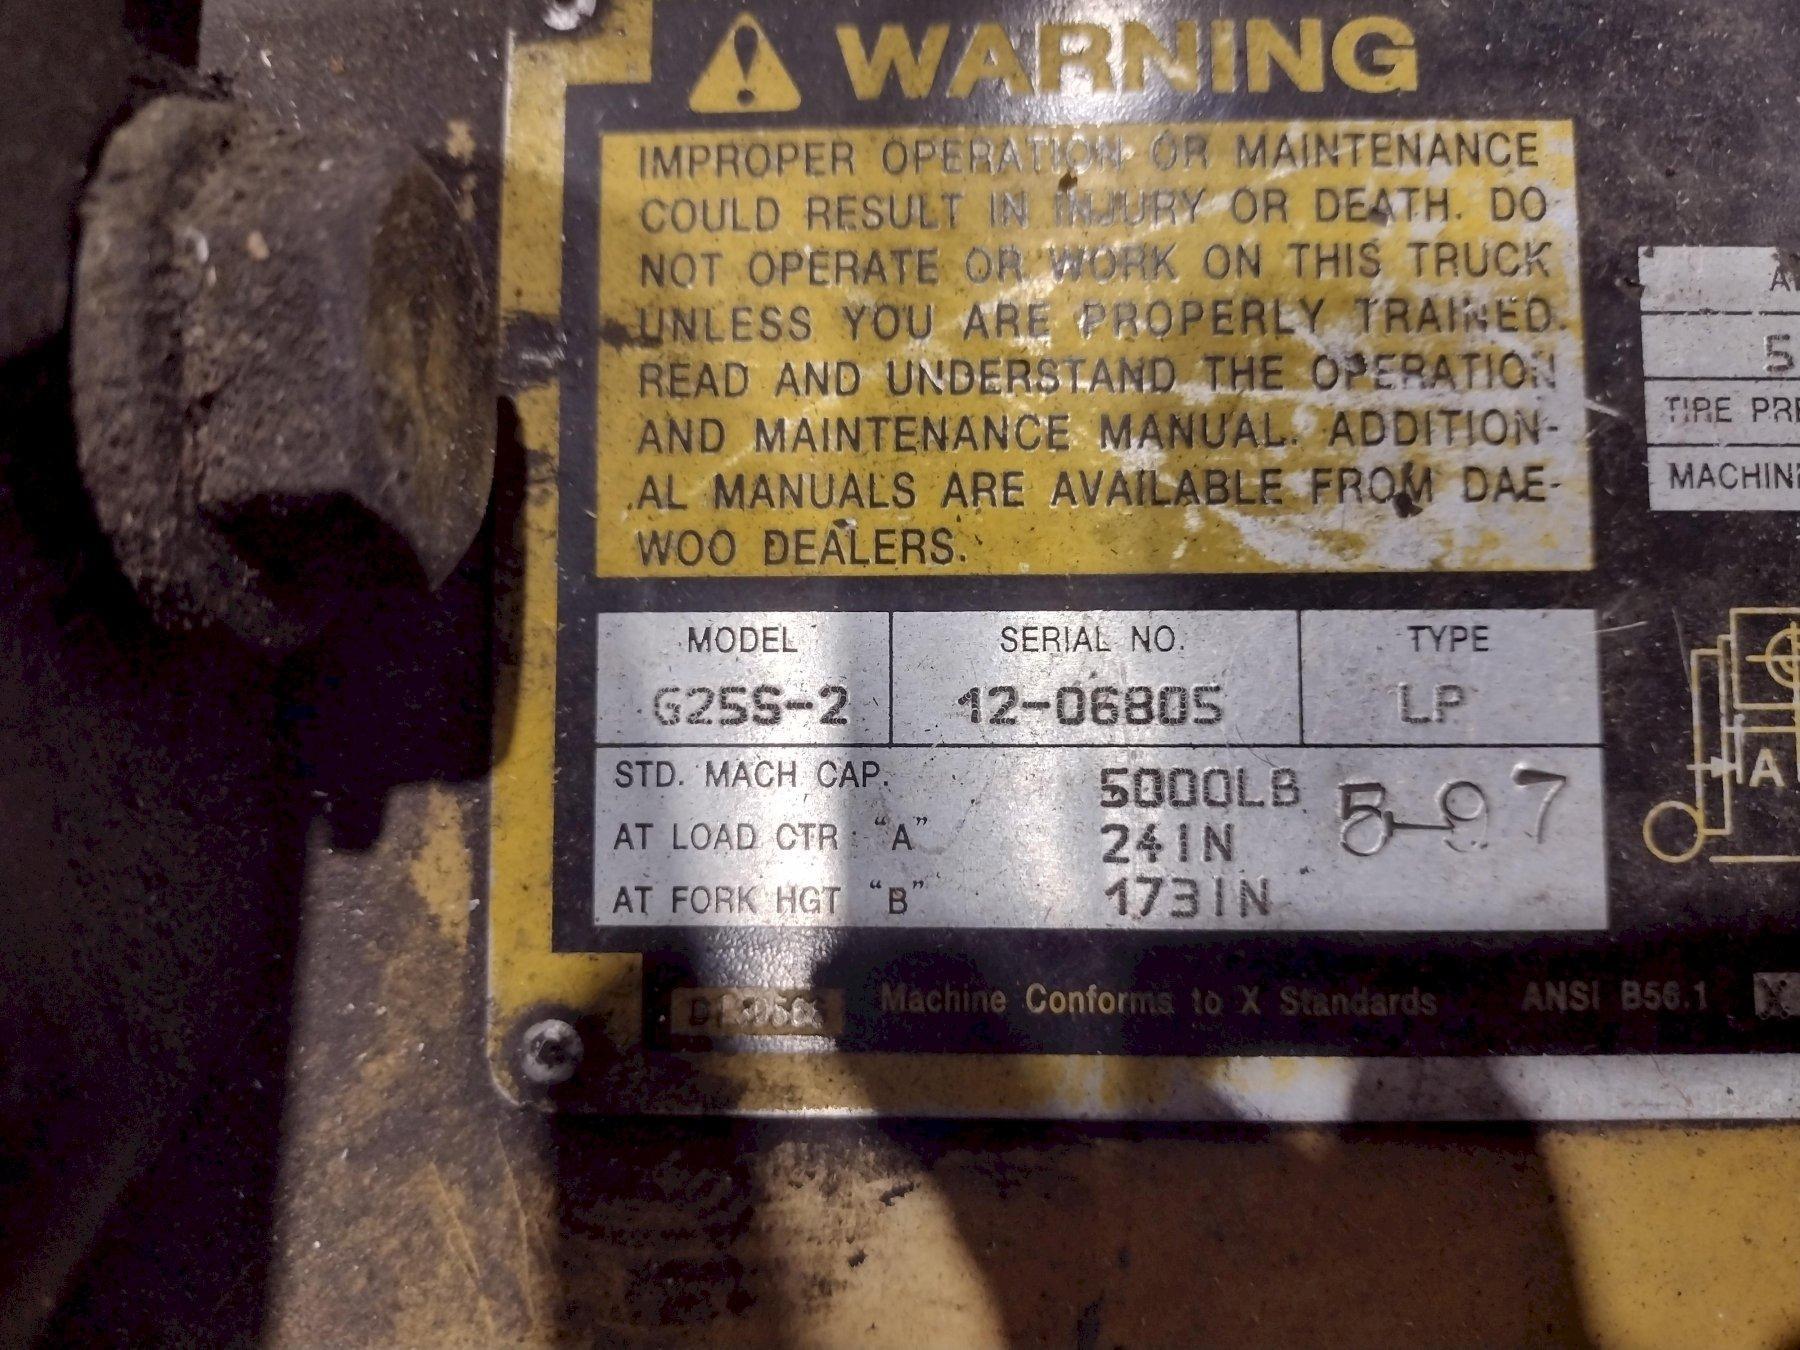 WARNING
IMPROPER OPERATION OR MAINTENANCE
COULD RESULT IN INJURY OR DEATH. DO
NOT OPERATE OR WORK ON THIS TRUCK
UNLESS YOU ARE PROPERLY TRAINED.
READ AND UNDERSTAND THE OPERATION
AND MAINTENANCE MANUAL. ADDITION-
AL MANUALS ARE AVAILABLE FROM DAE-
WOO DEALERS.
5
TIRE
MODEL SERIAL NO. TYPE
G25S-2 12-06805 LP
STD. MACH CAP. 5000LB 5-97
AT LOAD CTR "A" 24IN
AT FORK HGT "B" 173IN
A
Machine Conforms to X Standards ANSI B56.1